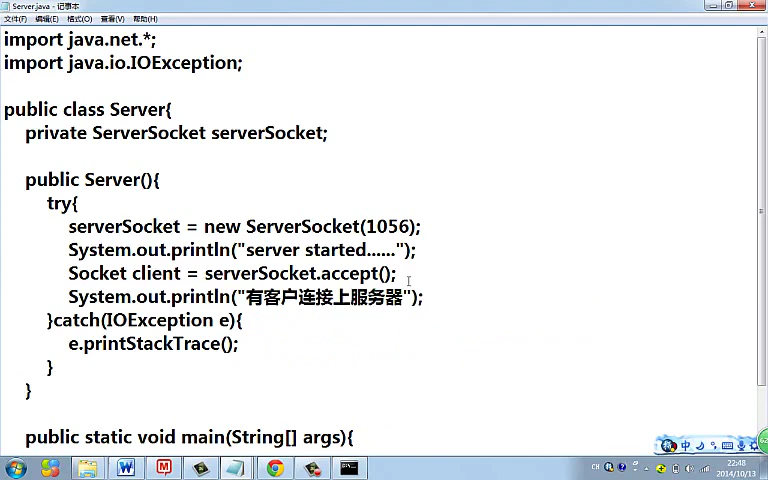 Server.java - 记事本
文件(F) 编辑(E) 格式(O) 查看(V) 帮助(H)
import java.net.*;
import java.io.IOException;
public class Server{
private ServerSocket serverSocket;
public Server(){
try{
serverSocket = new ServerSocket(1056);
System.out.println("server started......");
Socket client = serverSocket.accept();
System.out.println("有客户连接上服务器");
}catch(IOException e){
e.printStackTrace();
}
}
public static void main(String[] args){
中
62
CH
22:48
2014/10/13